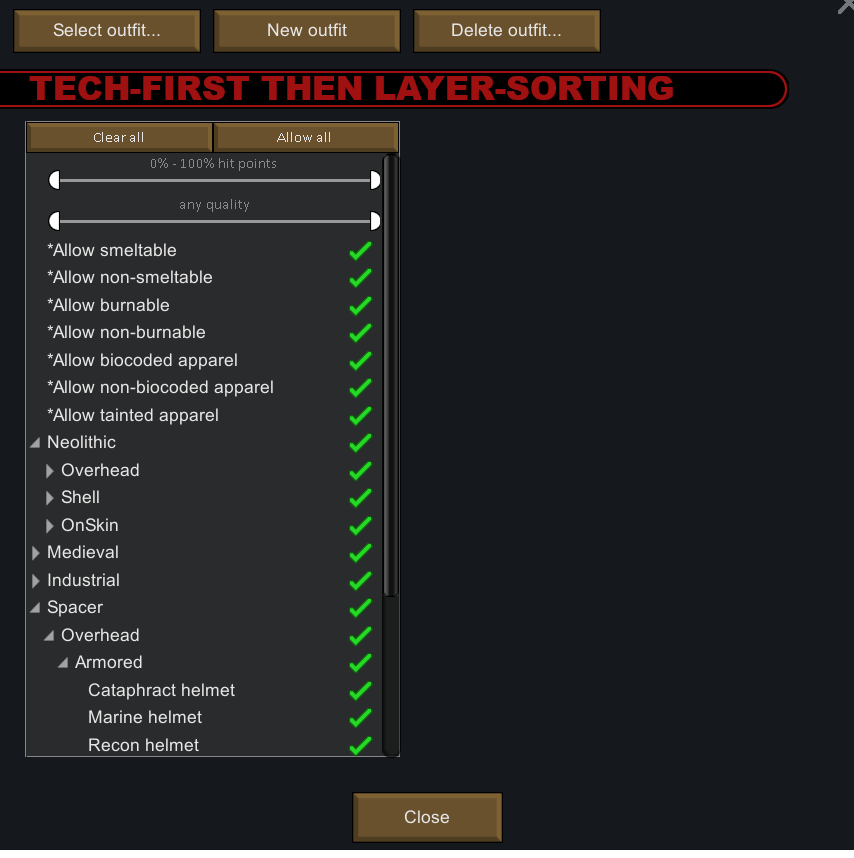 Select outfit...
New outfit
Delete outfit...
TECH-FIRST THEN LAYER-SORTING
Clear all
Allow all
0% - 100% hit points
any quality
*Allow smeltable
*Allow non-smeltable
*Allow burnable
*Allow non-burnable
*Allow biocoded apparel
*Allow non-biocoded apparel
*Allow tainted apparel
Neolithic
Overhead
Shell
OnSkin
Medieval
Industrial
Spacer
Overhead
Armored
Cataphract helmet
Marine helmet
Recon helmet
Close